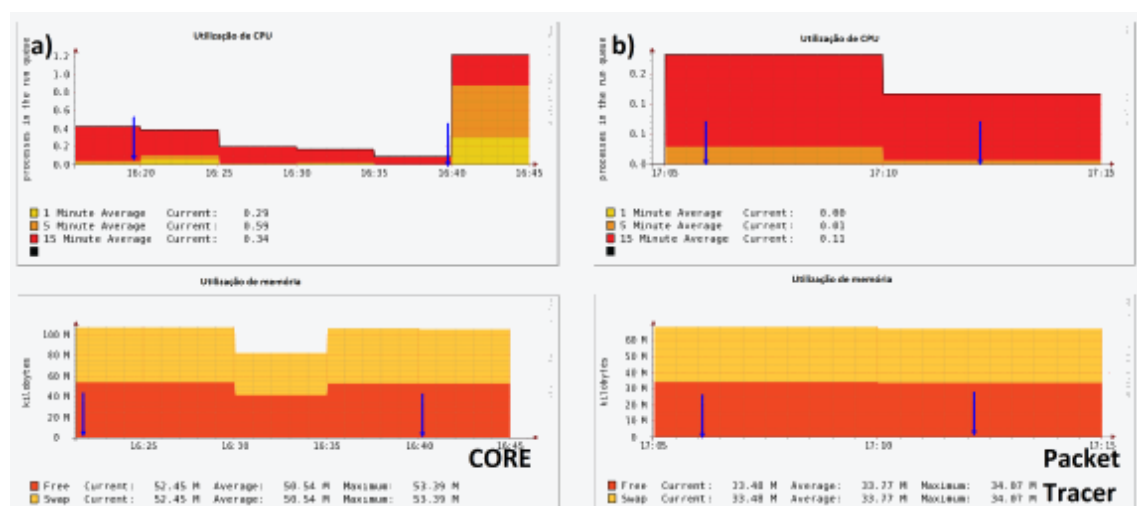 a)
Utilização de CPU
processes in the run queue
1.2
1.0
0.8
0.6
0.4
0.2
0.0
16:20 16:25 16:30 16:35 16:40 16:45
1 Minute Average Current: 0.29
5 Minute Average Current: 0.59
15 Minute Average Current: 0.34
Utilização de memória
kilobytes
100 M
80 M
60 M
40 M
20 M
0
16:25 16:30 16:35 16:40 16:45
CORE
Free Current: 52.45 M Average: 50.54 M Maximum: 53.39 M
Swap Current: 52.45 M Average: 50.54 M Maximum: 53.39 M
b)
Utilização de CPU
processes in the run queue
0.2
0.1
0.1
0.0
17:05 17:10 17:15
1 Minute Average Current: 0.00
5 Minute Average Current: 0.01
15 Minute Average Current: 0.11
Utilização de memória
kilobytes
60 M
50 M
40 M
30 M
20 M
10 M
0
17:05 17:10 17:15
Packet
Tracer
Free Current: 33.48 M Average: 33.77 M Maximum: 34.07 M
Swap Current: 33.48 M Average: 33.77 M Maximum: 34.07 M